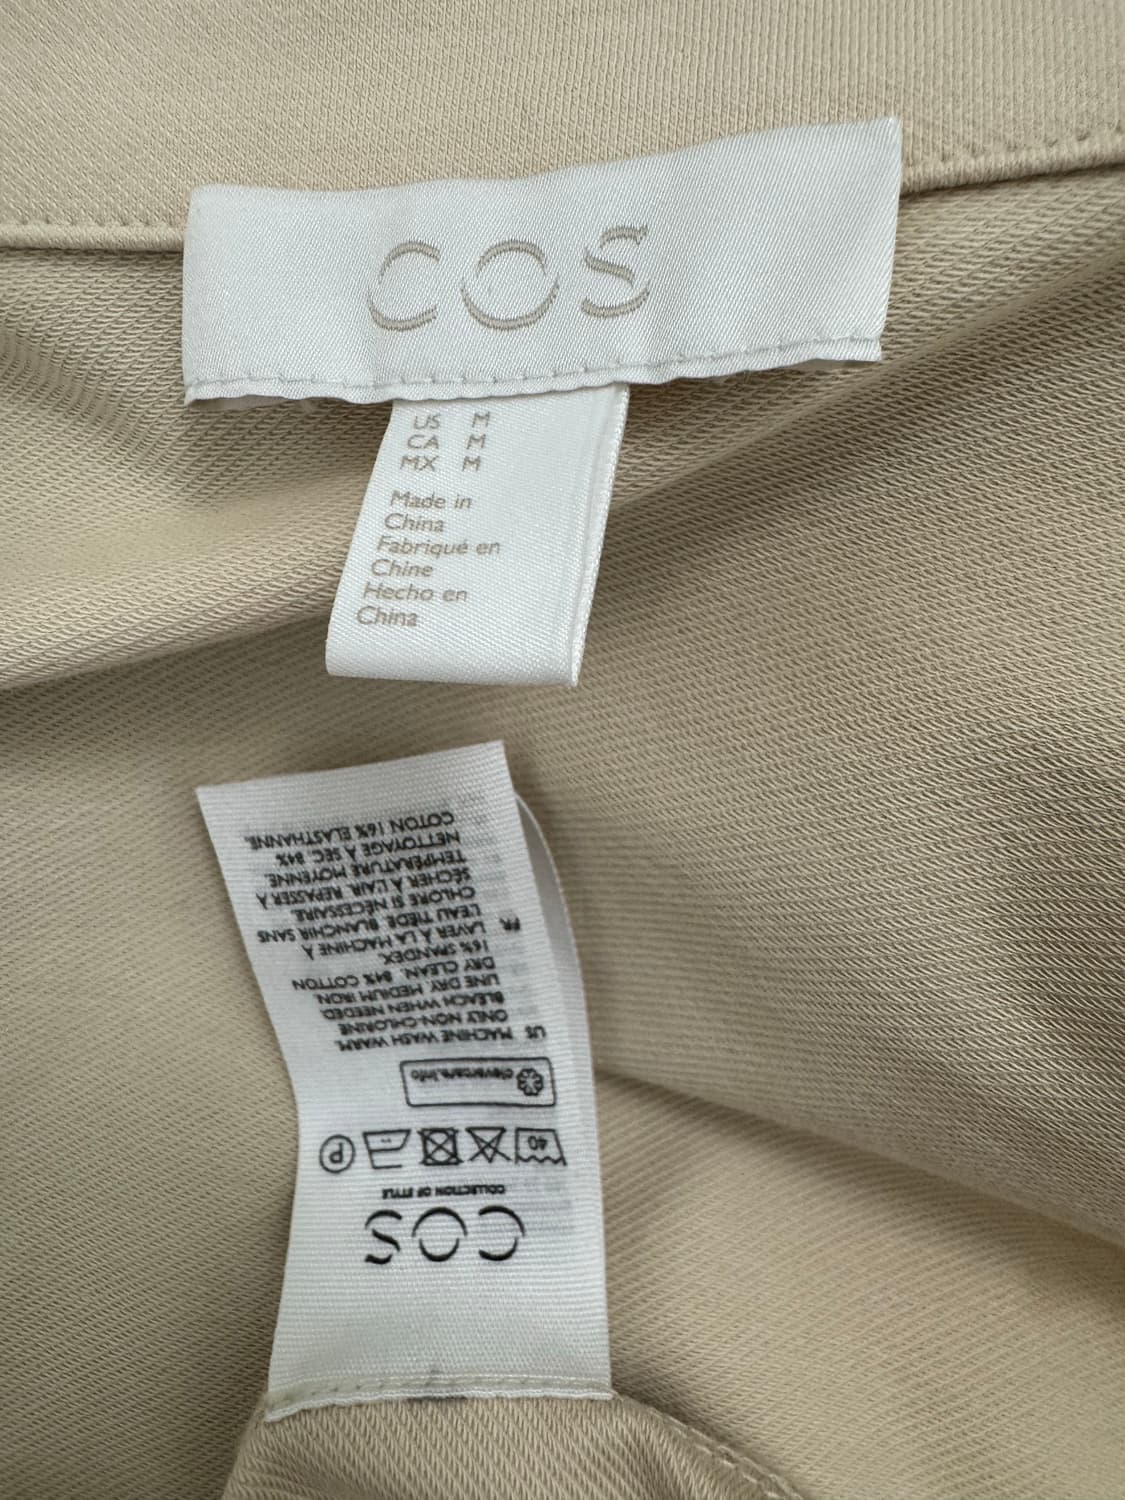 COS
US M
CA M
MX M
Made in
China
Fabriqué en
Chine
Hecho en
China
COS
COLLECTION OF STYLE
40
P
clevercare.info
US MACHINE WASH WARM.
ONLY NON-CHLORINE
BLEACH WHEN NEEDED.
LINE DRY. MEDIUM IRON.
DRY CLEAN. 84% COTTON
16% SPANDEX.
FR LAVER À LA MACHINE À
L'EAU TIÈDE. BLANCHIR SANS
CHLORE SI NÉCESSAIRE.
SÉCHER À L'AIR. REPASSER À
TEMPÉRATURE MOYENNE.
NETTOYAGE À SEC. 84%
COTON 16% ELASTHANNE.